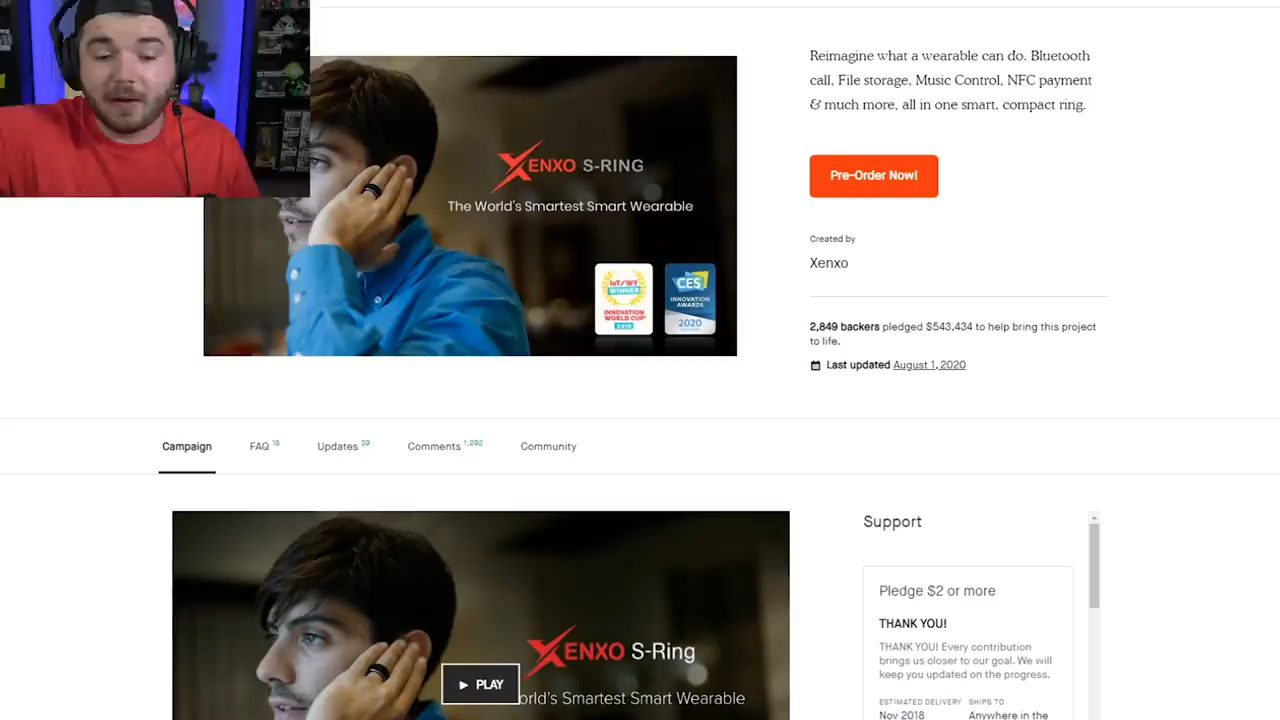 Reimagine what a wearable can do. Bluetooth
call, File storage, Music Control, NFC payment
& much more, all in one smart, compact ring.
XENXO S-RING
The World's Smartest Smart Wearable
IoT/WT
WINNER
INNOVATION
WORLD CUP
CES
INNOVATION
AWARDS
2020
Pre-Order Now!
Created by
Xenxo
2,849 backers pledged $543,434 to help bring this project
to life.
Last updated August 1, 2020
Campaign
FAQ 18
Updates 39
Comments 1,292
Community
XENXO S-Ring
PLAY
orld's Smartest Smart Wearable
Support
Pledge $2 or more
THANK YOU!
THANK YOU! Every contribution
brings us closer to our goal. We will
keep you updated on the progress.
ESTIMATED DELIVERY
SHIPS TO
Nov 2018
Anywhere in the